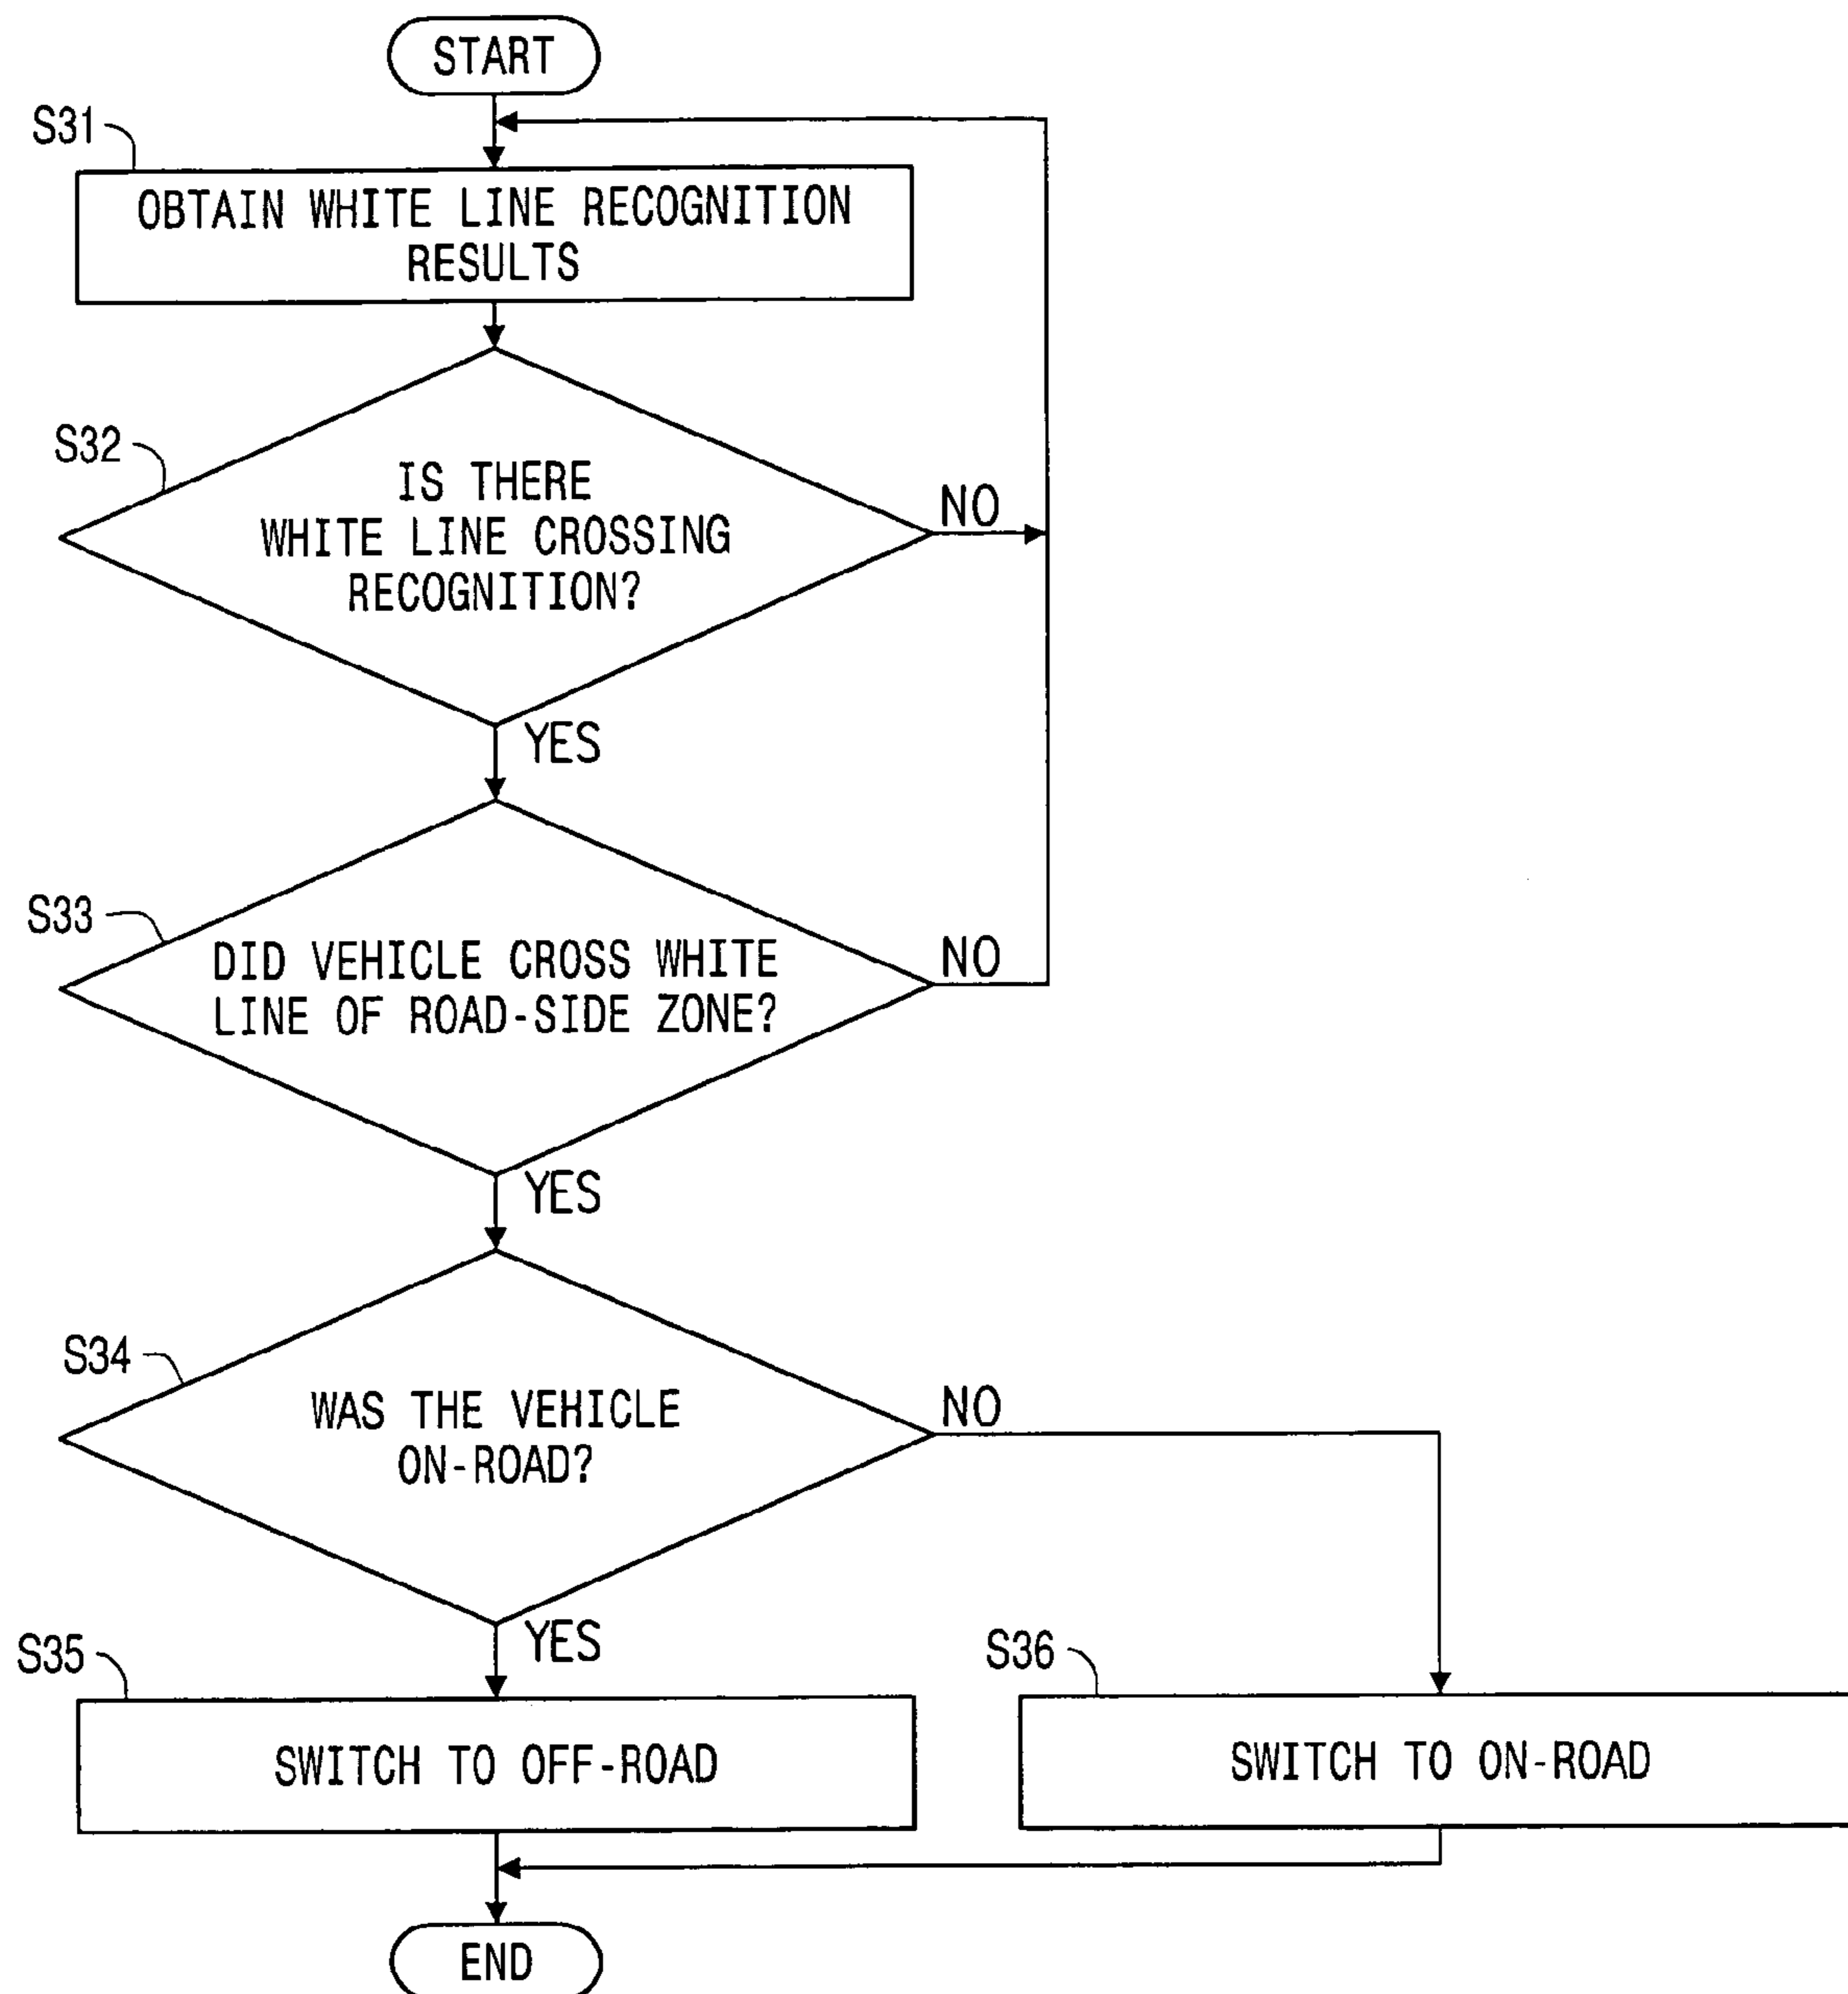 START
S31
OBTAIN WHITE LINE RECOGNITION
RESULTS
S32
IS THERE
WHITE LINE CROSSING
RECOGNITION?
NO
YES
S33
DID VEHICLE CROSS WHITE
LINE OF ROAD-SIDE ZONE?
NO
YES
S34
WAS THE VEHICLE
ON-ROAD?
NO
YES
S35
SWITCH TO OFF-ROAD
S36
SWITCH TO ON-ROAD
END